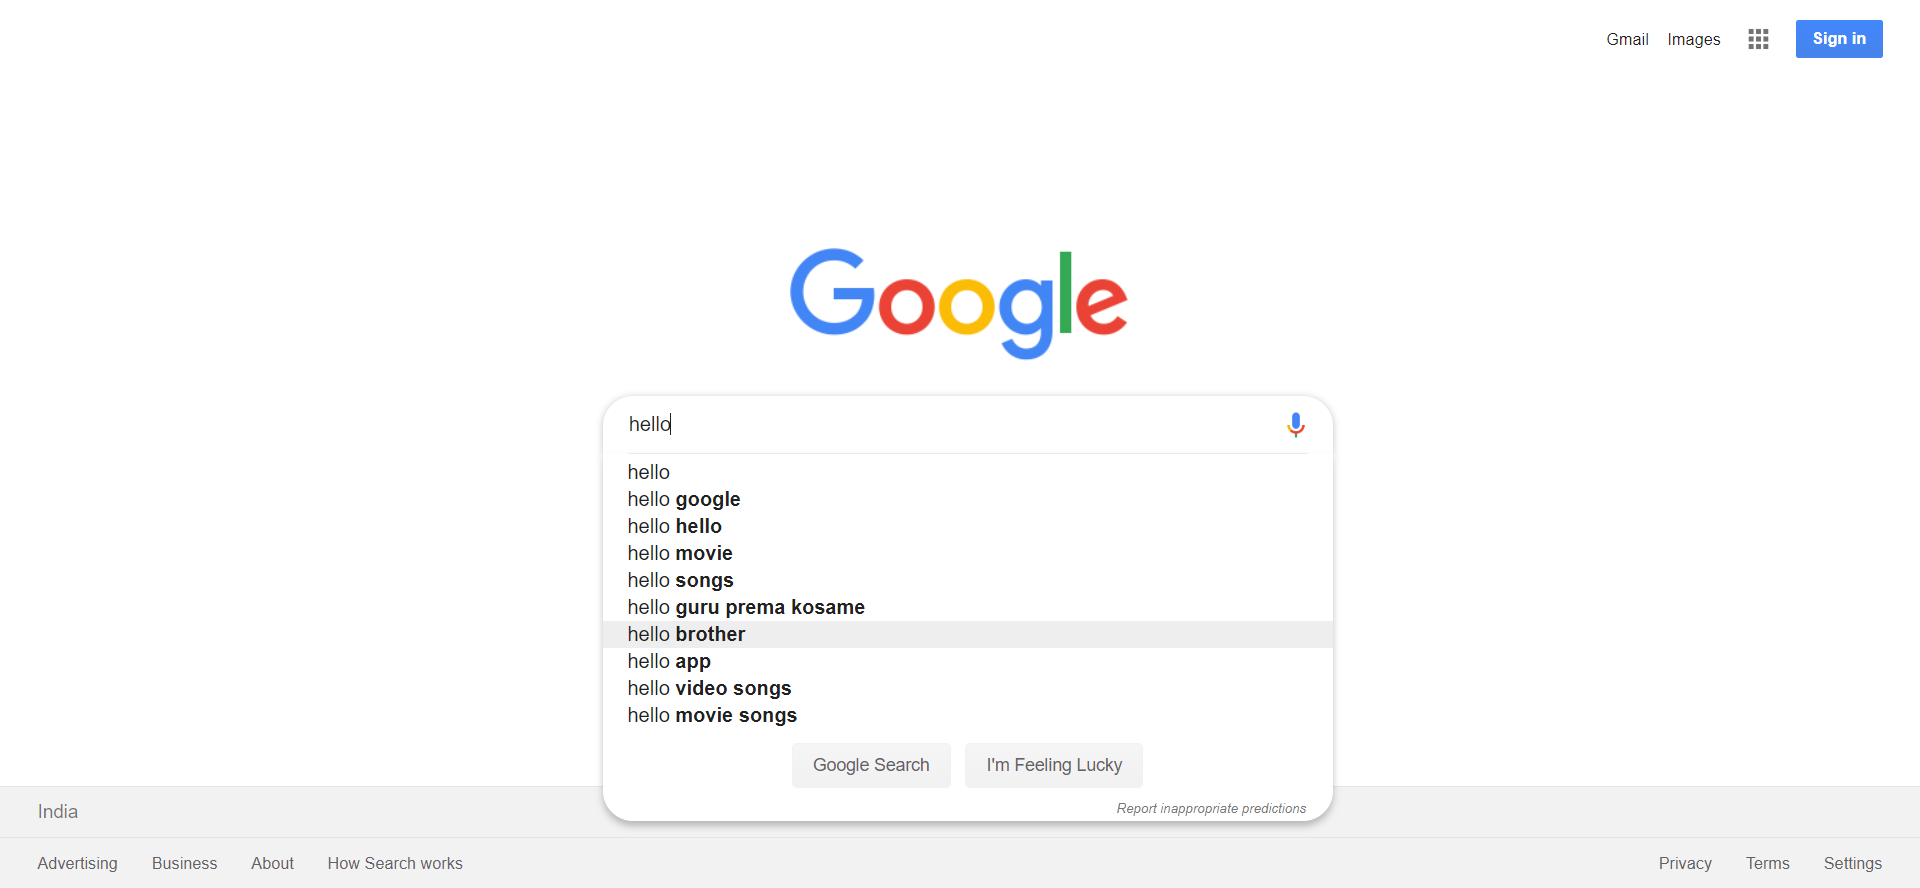 Gmail Images Sign in
Google
hello
hello
hello google
hello hello
hello movie
hello songs
hello guru prema kosame
hello brother
hello app
hello video songs
hello movie songs
Google Search I'm Feeling Lucky
Report inappropriate predictions
India
Advertising Business About How Search works Privacy Terms Settings